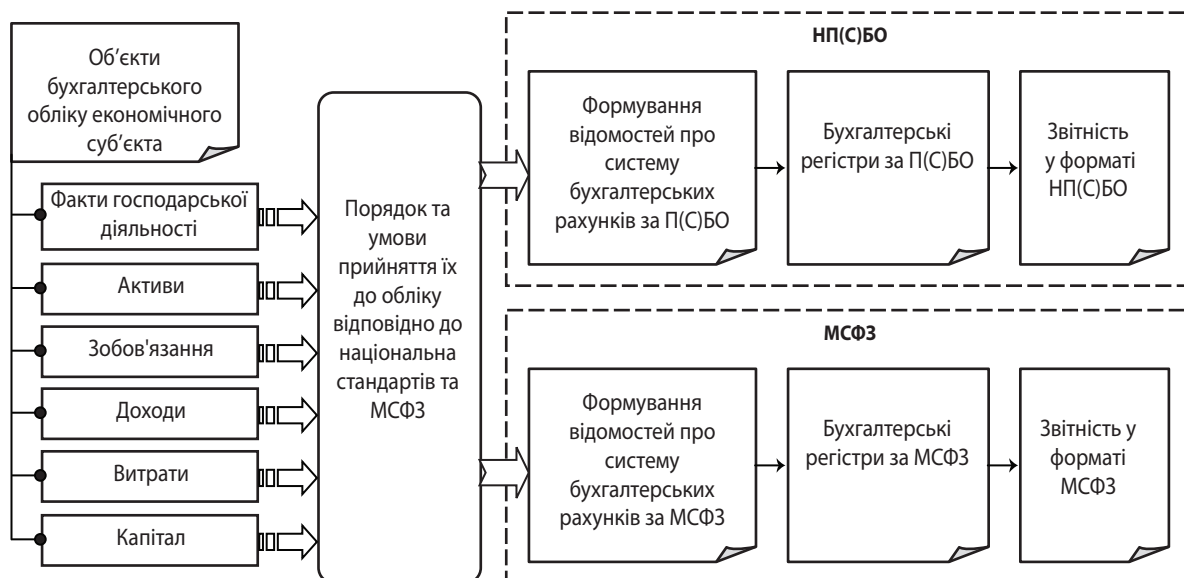 Об’єкти
бухгалтерського
обліку економічного
суб’єкта
Факти господарської
діяльності
Активи
Зобов'язання
Доходи
Витрати
Капітал
Порядок та
умови
прийняття їх
до обліку
відповідно до
національна
стандартів та
МСФЗ
НП(С)БО
Формування
відомостей про
систему
бухгалтерських
рахунків за П(С)БО
Бухгалтерські
регістри за П(С)БО
Звітність
у форматі
НП(С)БО
МСФЗ
Формування
відомостей про
систему
бухгалтерських
рахунків за МСФЗ
Бухгалтерські
регістри за МСФЗ
Звітність у
форматі
МСФЗ